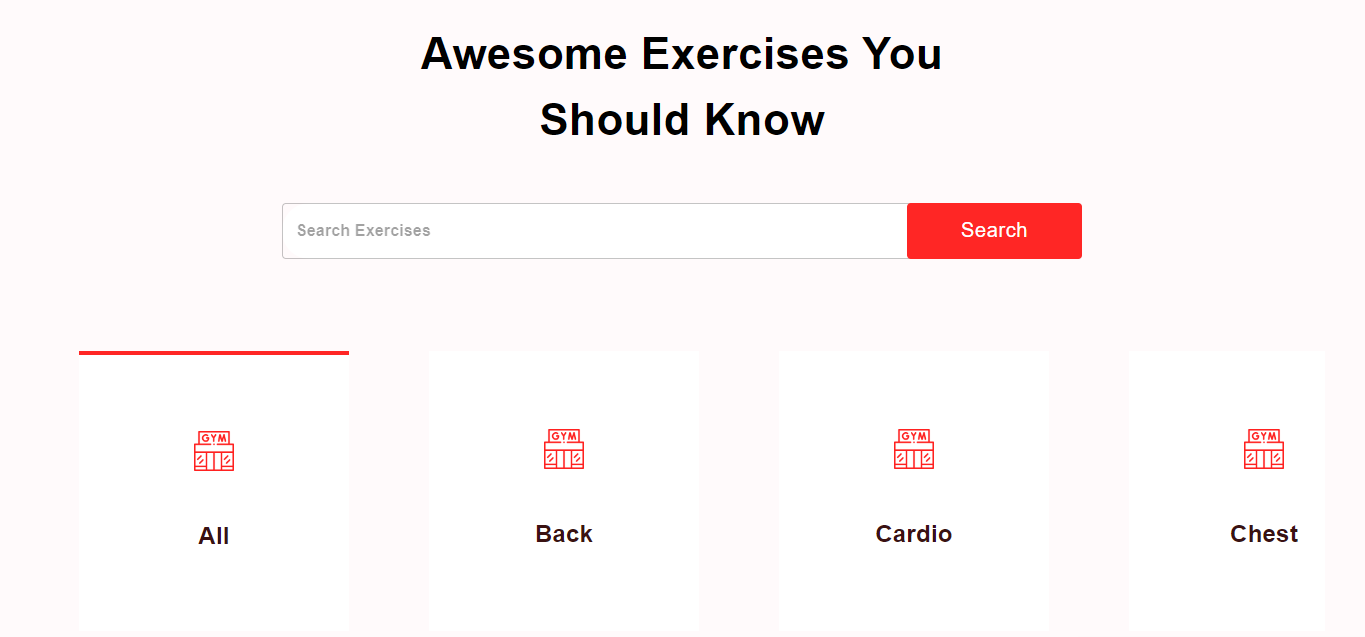 Awesome Exercises You
Should Know
Search Exercises
Search
GYM
GYM
GYM
GYM
All
Back
Cardio
Chest